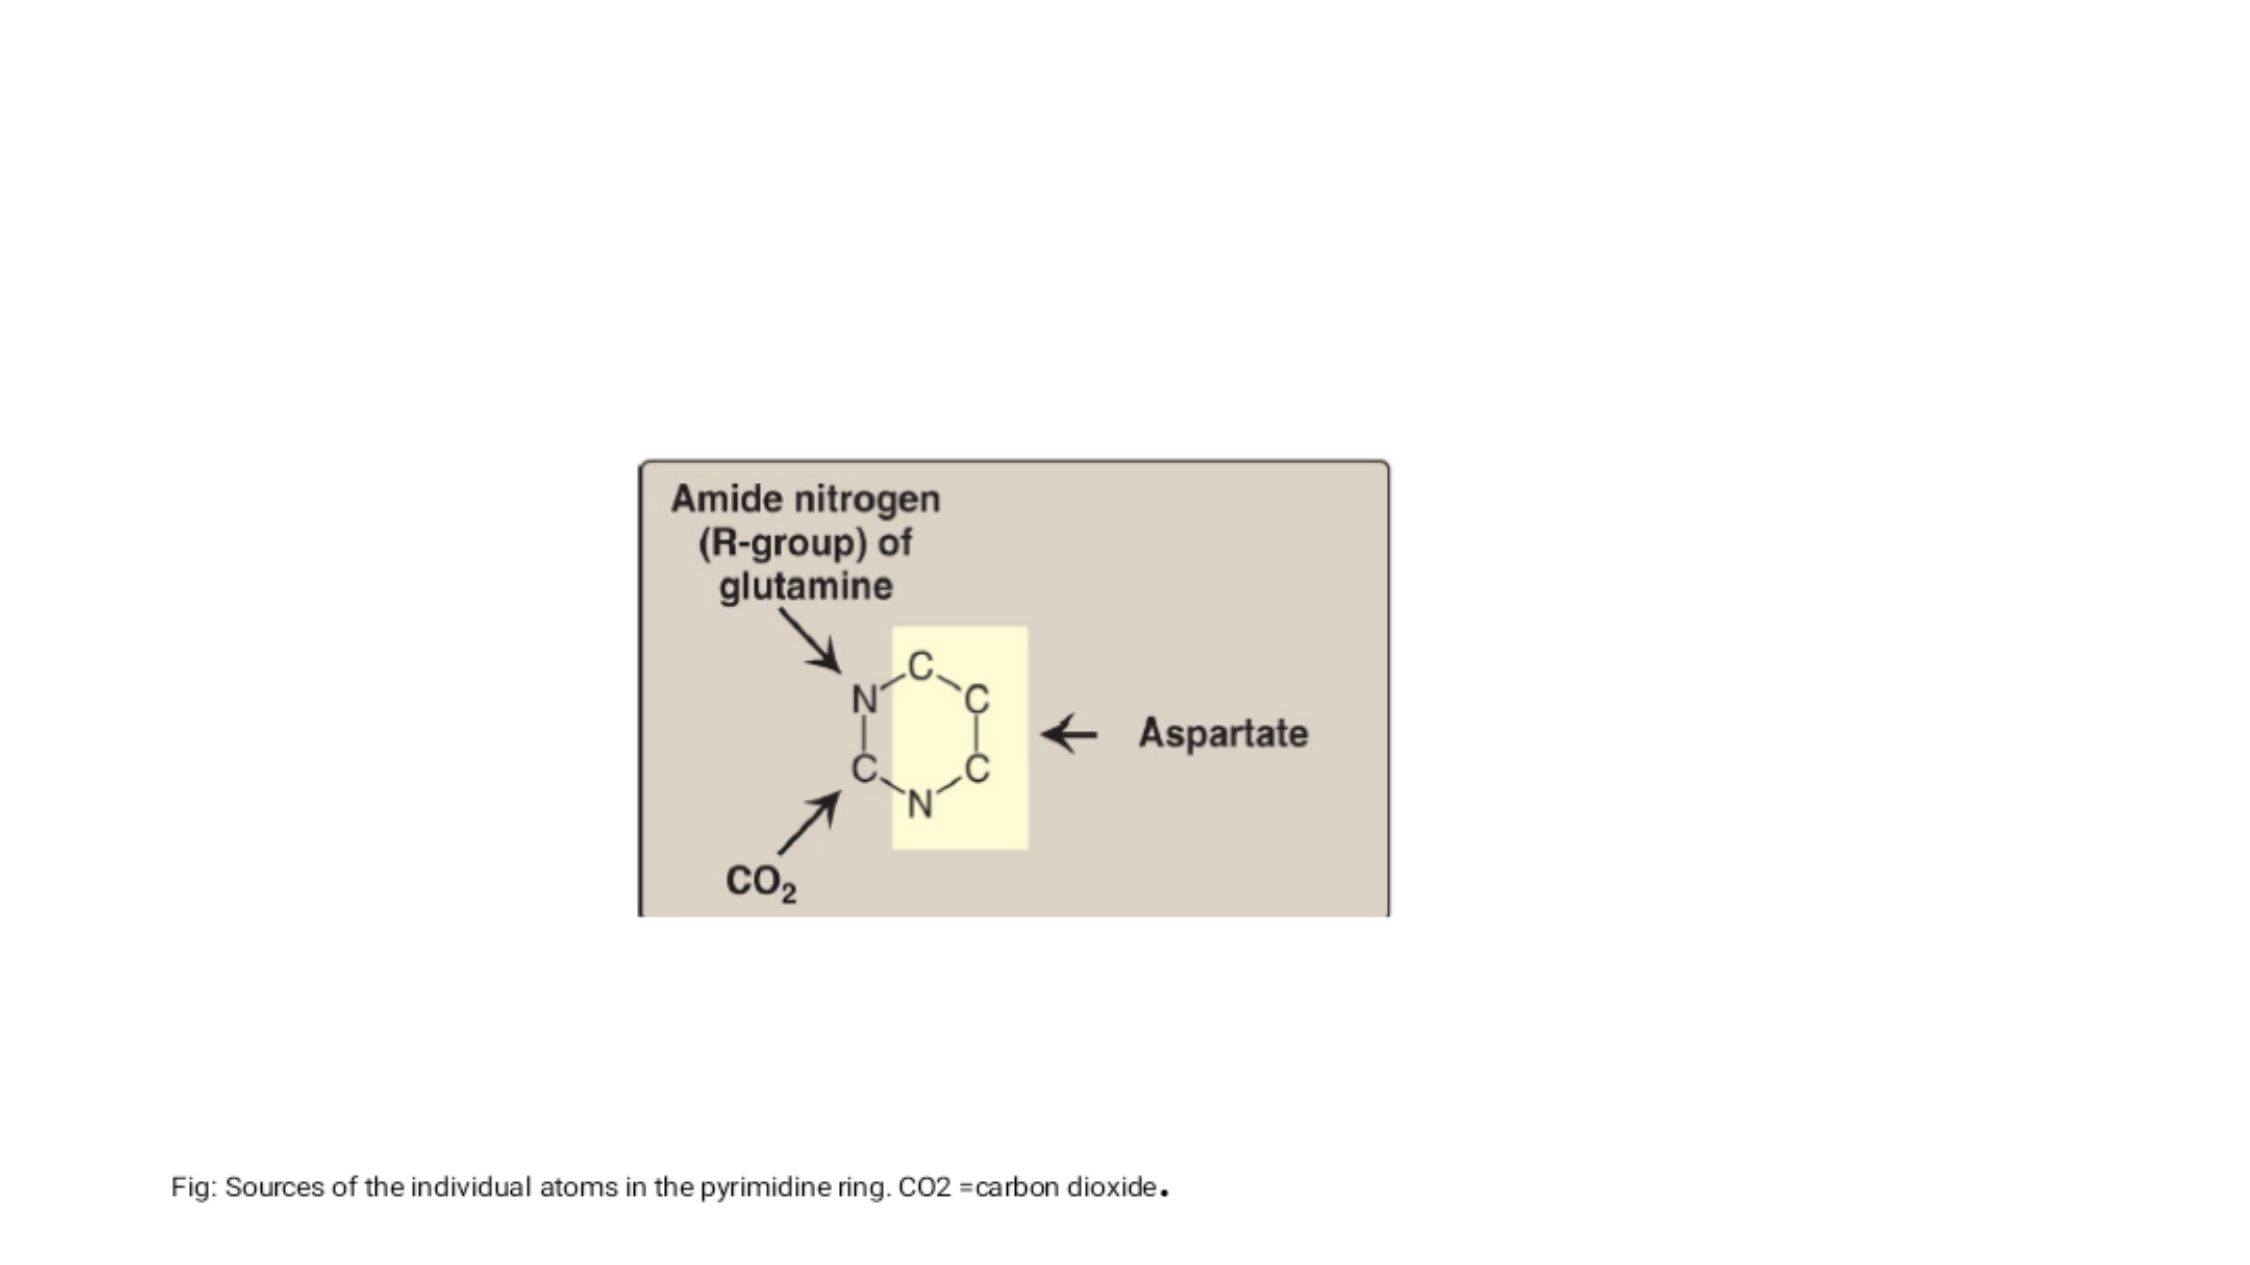 Amide nitrogen
(R-group) of
glutamine
C
N
C
C
C
N
Aspartate
CO₂
Fig: Sources of the individual atoms in the pyrimidine ring. CO2 =carbon dioxide.